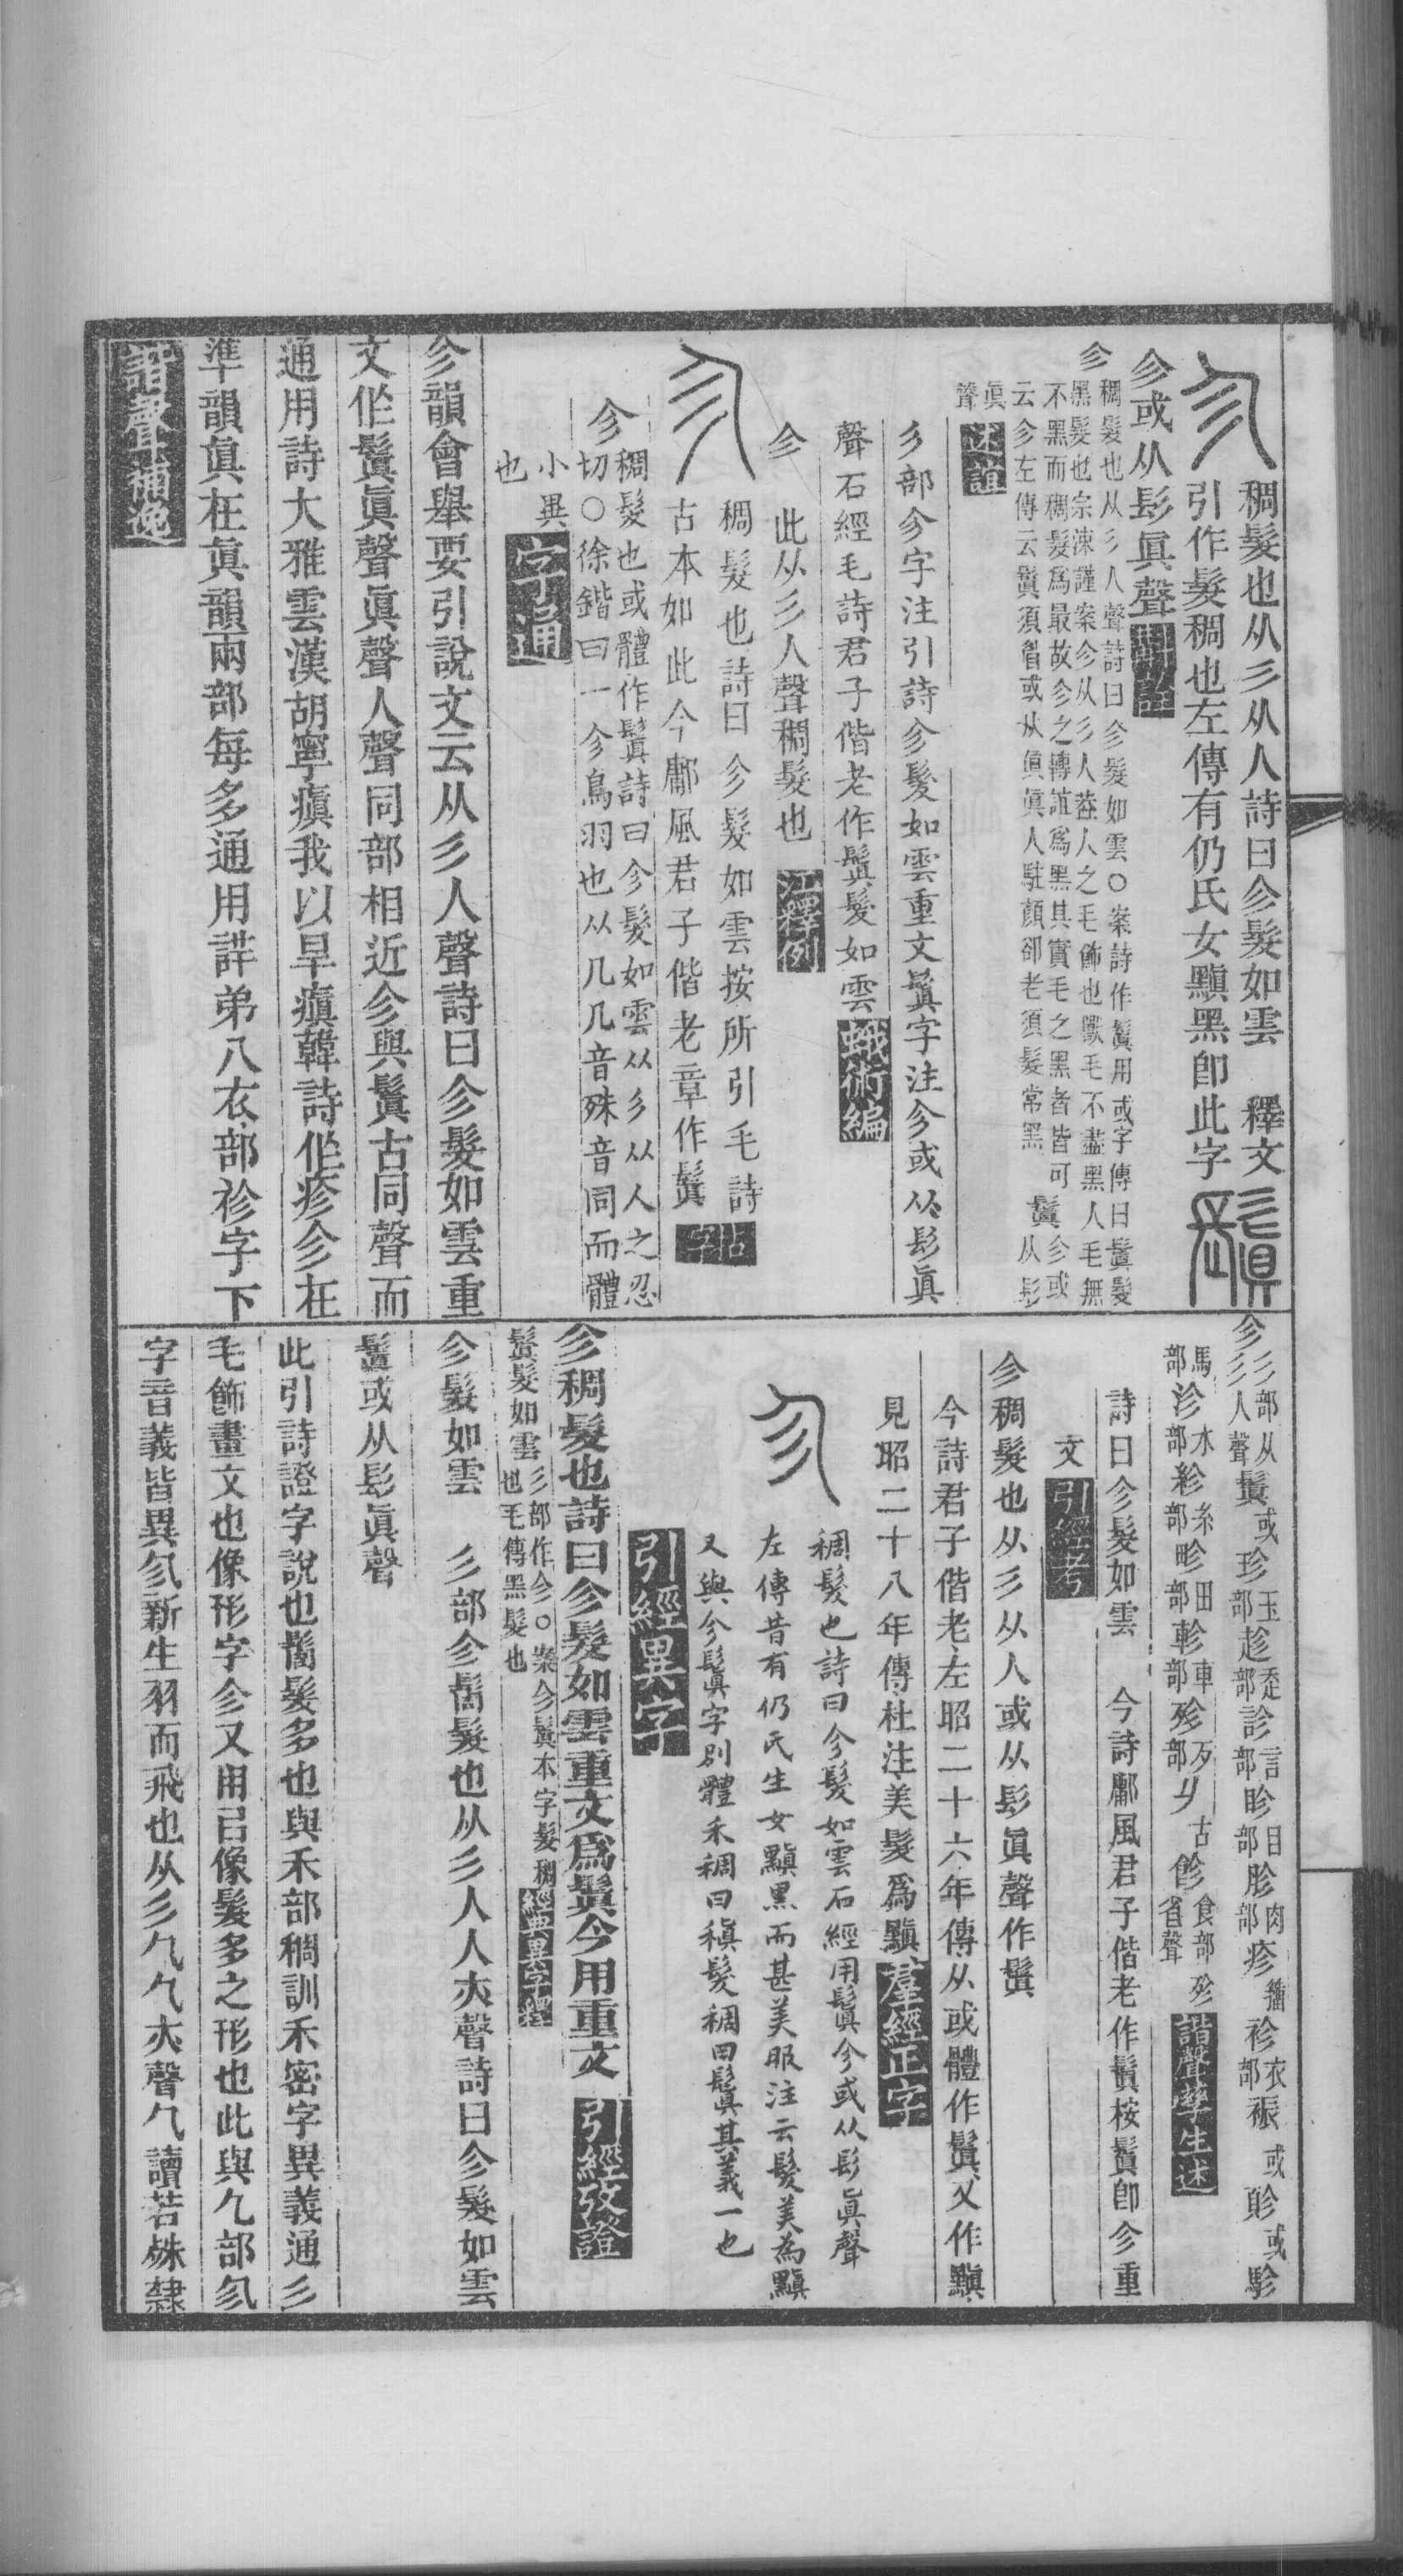 稠髮也从彡从人詩曰㐱髮如雲　釋文
引作髮稠也左傳有仍氏女黰黑卽此字
㐱或从髟眞聲斠詮
㐱稠髮也从彡人聲詩曰㐱髮如雲○案詩作鬒用或字傳曰鬒髮
黑髮也宗涑謹案㐱从彡人葢人之毛飾也獸毛不盡黑人毛無
不黑而稠髮爲最故㐱之轉誼爲黑其實毛之黑者皆可
云㐱左傳云鬒須睂或从眞眞人駐顏卻老須髮常黑
鬒㐱或从髟
眞聲
述誼
彡部㐱字注引詩㐱髮如雲重文鬒字注㐱或从髟眞
聲石經毛詩君子偕老作鬒髮如雲蛾術編
㐱　此从彡人聲稠髮也　江釋例
稠髮也詩曰㐱髮如雲按所引毛詩
古本如此今鄘風君子偕老章作鬒古字
㐱稠髮也或體作鬒詩曰㐱髮如雲从彡从人之忍
切○徐鍇曰一㐱鳥羽也从几几音殊音同而體
小異
也
字通
㐱韻會舉要引說文云从彡人聲詩曰㐱髮如雲重
文作鬒眞聲眞聲人聲同部相近㐱與鬒古同聲而
通用詩大雅雲漢胡寧瘨我以旱瘨韓詩作疹㐱在
準韻眞在眞韻兩部每多通用詳弟八衣部袗字下
諧聲補逸
㐱彡部从人聲鬒或珍玉部趁走部診言部眕目部胗肉部疹籒袗衣部裖或
馬部沴水部紾糸部畛田部軫車部殄歹部古飻食部殄省聲諧聲孳生述
詩曰㐱髮如雲　今詩鄘風君子偕老作鬒桉鬒卽㐱重
文　引經考
㐱稠髮也从彡从人或从髟眞聲作鬒
今詩君子偕老左昭二十六年傳从或體作鬒又作黰
見昭二十八年傳杜注美髮爲黰羣經正字
稠髮也詩曰㐱髮如雲石經用鬒㐱或从髟眞聲
左傳昔有仍氏生女黰黑而甚美服注云髮美為黰
又與㐱鬒字別體禾稠曰稹髮稠曰鬒其義一也
引經異字
㐱稠髮也詩曰㐱髮如雲重文爲鬒今用重文　引經攷證
鬒髮如雲彡部作㐱○案㐱鬒本字髮稠也毛傳黑髮也經典異字釋
㐱髮如雲　彡部㐱鬜髮也从彡人人亦聲詩曰㐱髮如雲
鬒或从髟眞聲
此引詩證字說也鬜髮多也與禾部稠訓禾密字異義通彡
毛飾畫文也像形字㐱又用㠯像髮多之形也此與几部㐱
字音義皆異㐱新生羽而飛也从彡几几亦聲几讀若殊隸